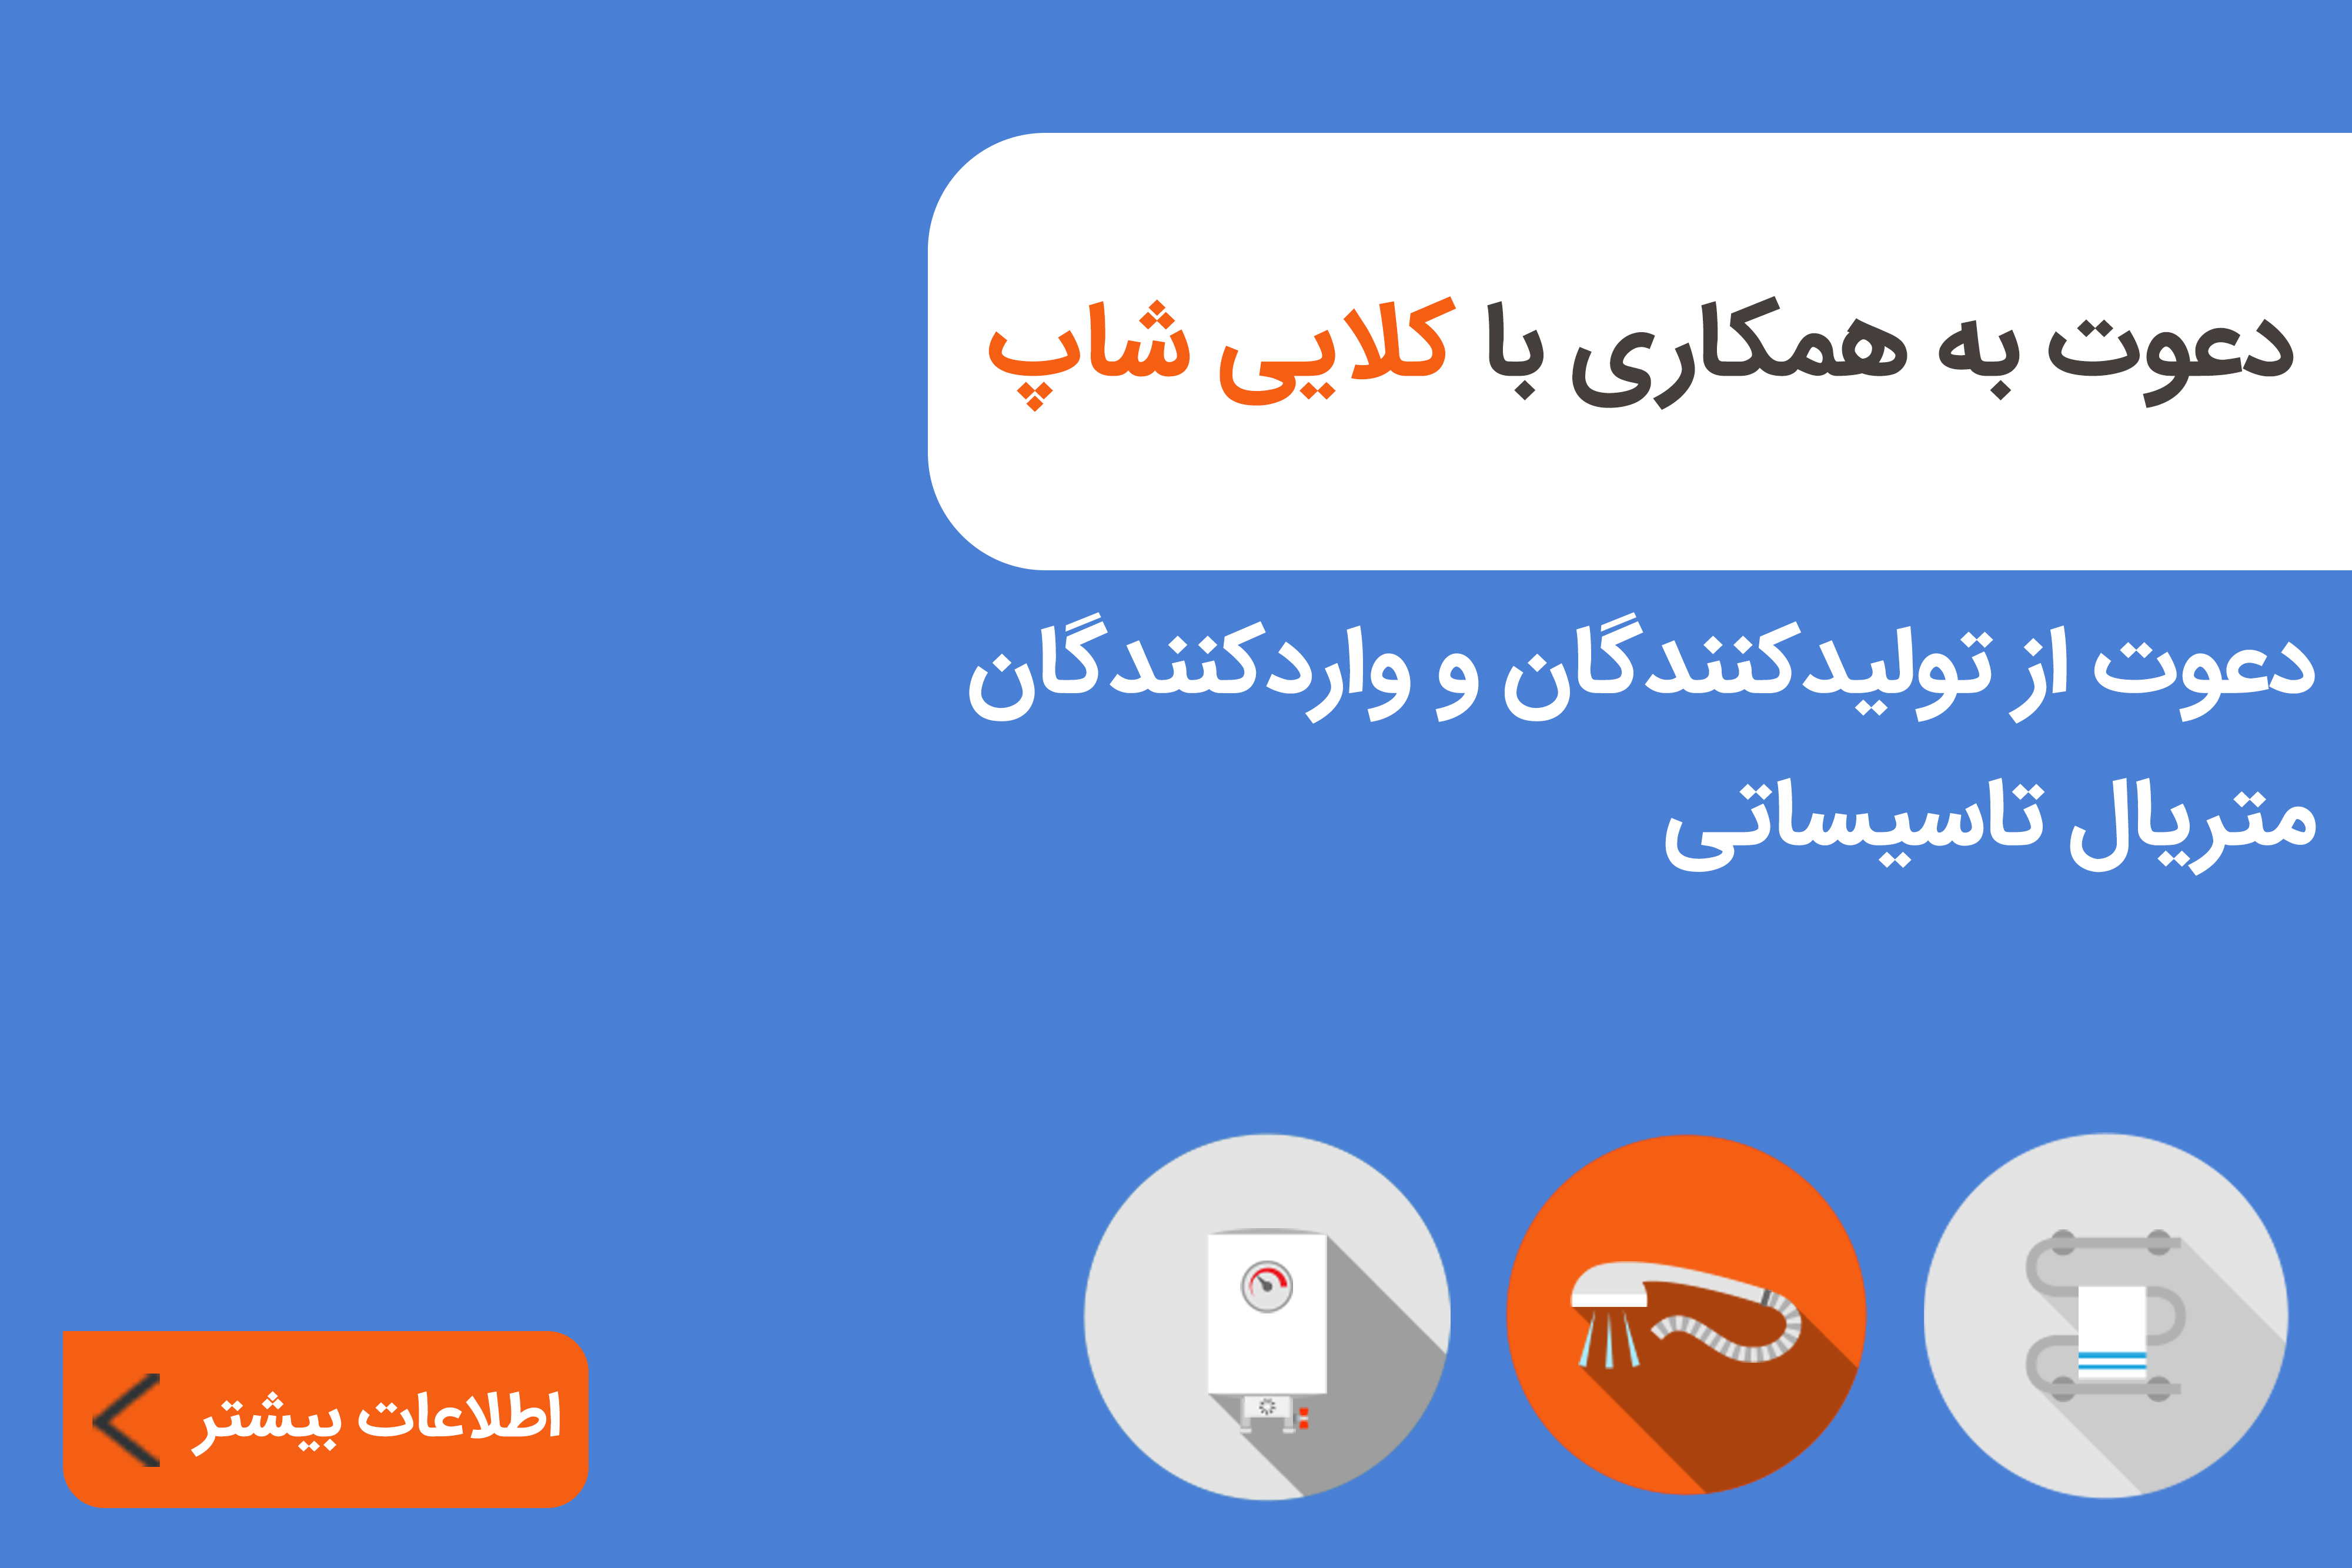 دعوت به همکاری با کلایی شاپ
دعوت از تولیدکنندگان و واردکنندگان
متریال تاسیساتی
اطلاعات بیشتر